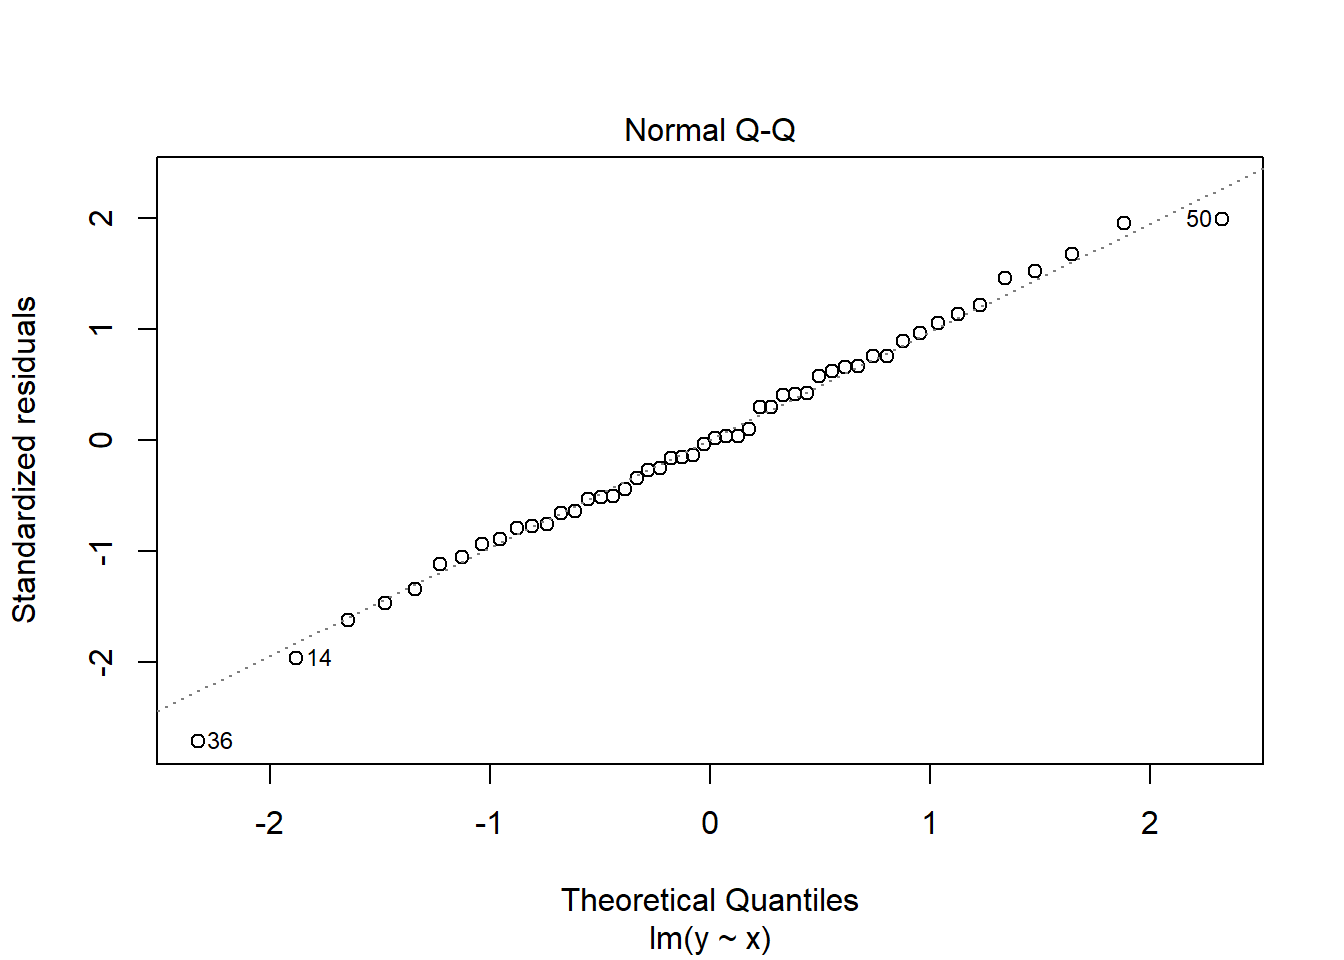 Normal Q-Q
Standardized residuals
2
1
0
-1
-2
50
14
36
-2 -1 0 1 2
Theoretical Quantiles
lm(y ~ x)